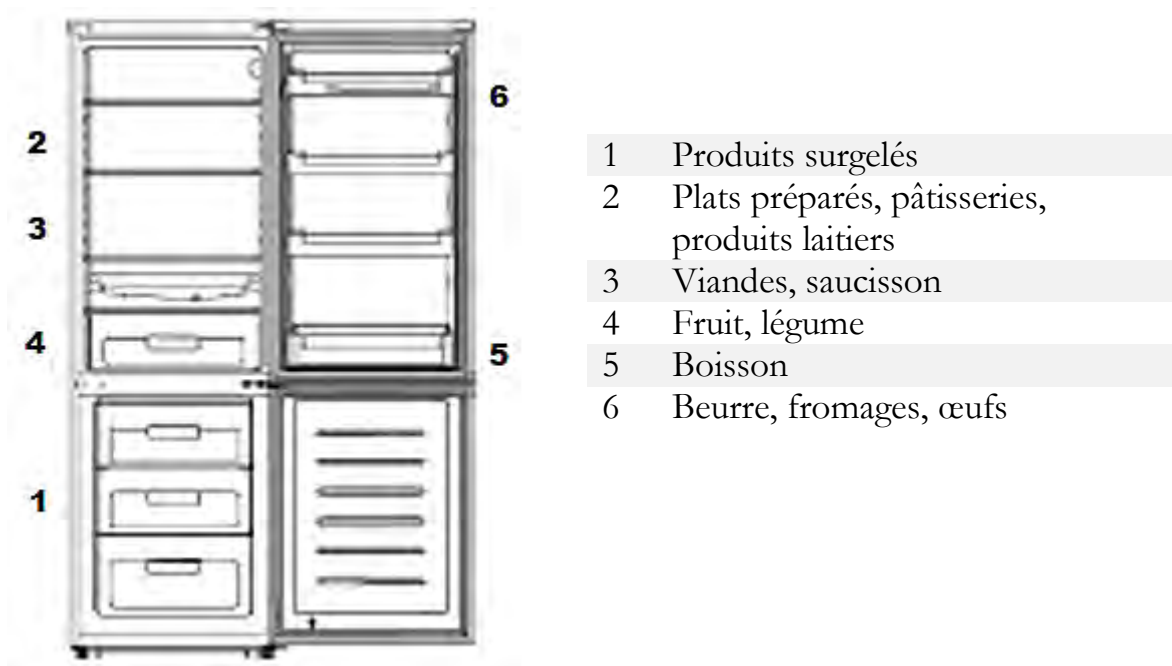 6
2
3
4
5
1
1 Produits surgelés
2 Plats préparés, pâtisseries,
produits laitiers
3 Viandes, saucisson
4 Fruit, légume
5 Boisson
6 Beurre, fromages, œufs